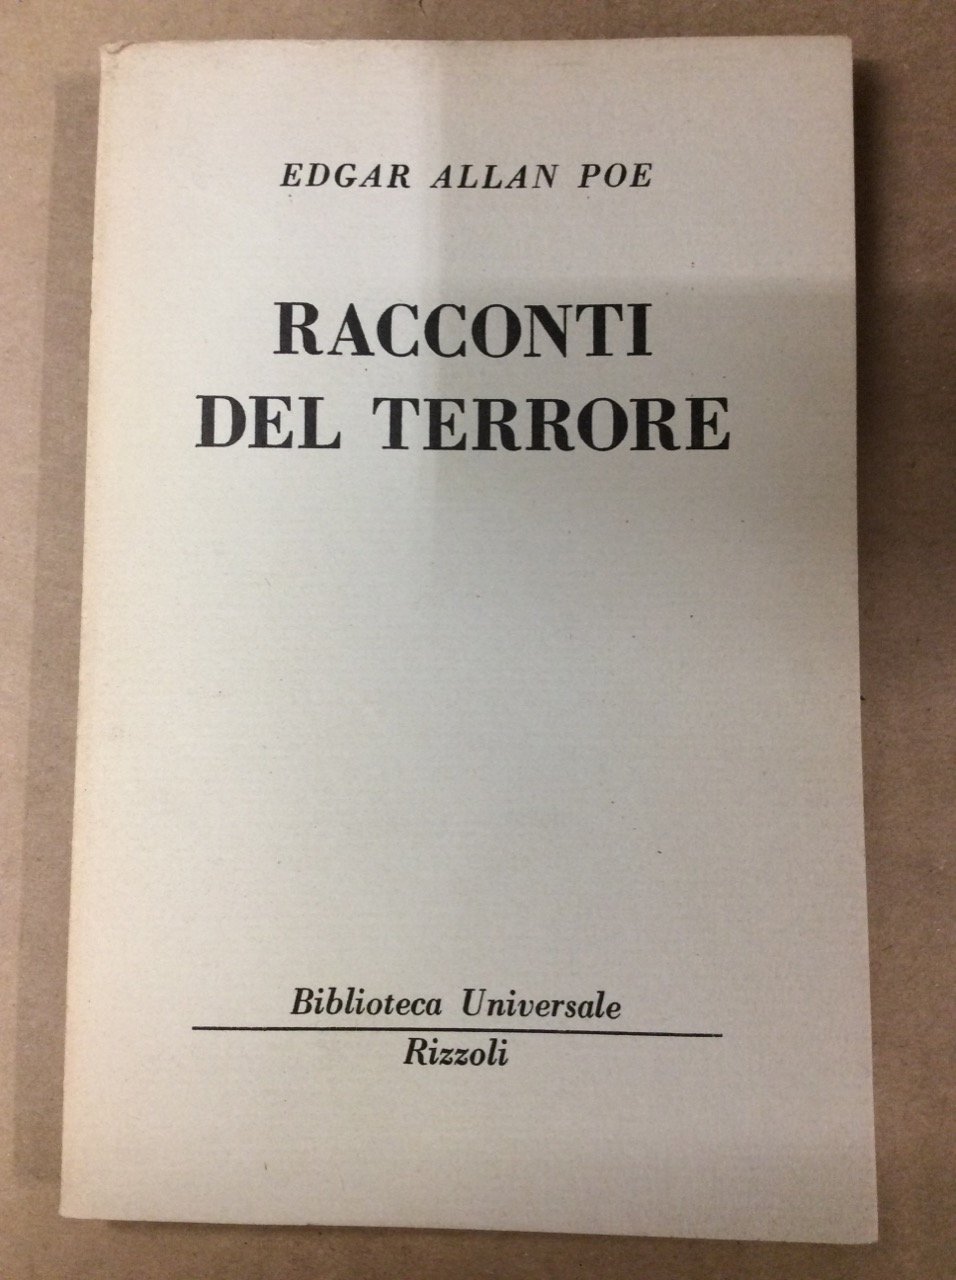 EDGAR ALLAN POE
RACCONTI
DEL TERRORE
Biblioteca Universale
Rizzoli